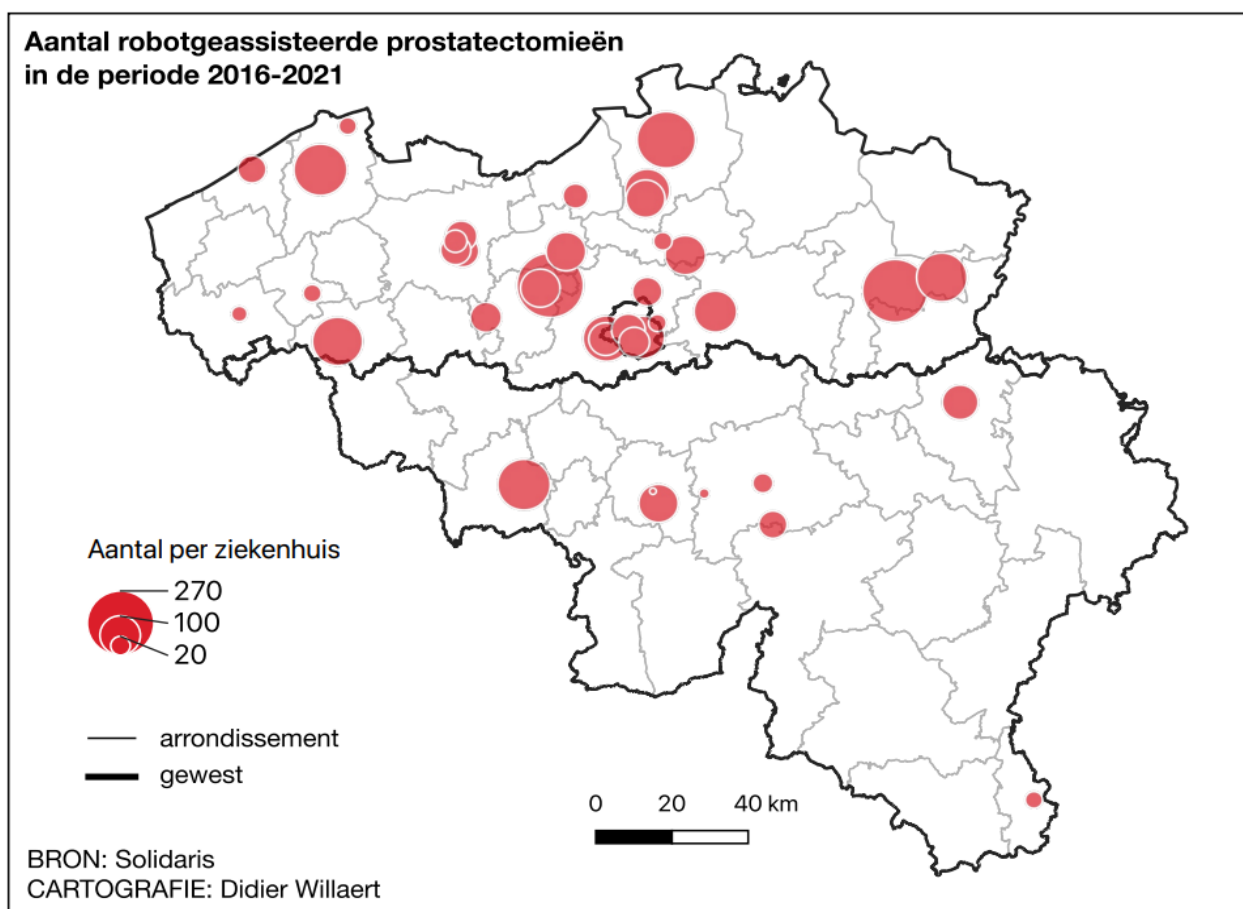 Aantal robotgeassisteerde prostatectomieën
in de periode 2016-2021
Aantal per ziekenhuis
270
100
20
arrondissement
gewest
0 20 40 km
BRON: Solidaris
CARTOGRAFIE: Didier Willaert